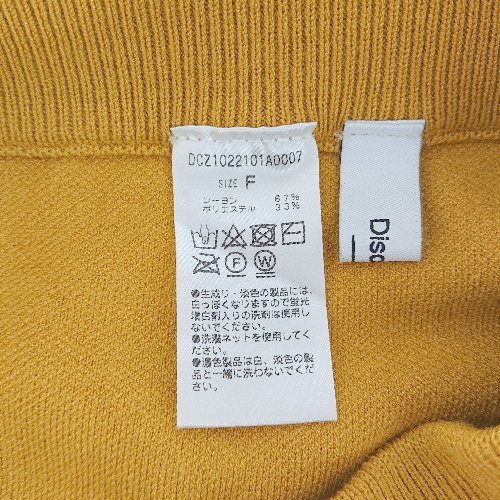 DCZ1022101A0007
SIZE F
レーヨン 67%
ポリエステル 33%
F W
●生成り・淡色の製品には、
白っぽくなりますので蛍光
増白剤入りの洗剤は使用し
ないでください。
●洗濯ネットを使用してく
ださい。
●濃色製品は白、淡色の製品
と一緒に洗わないでくださ
い。
Disc